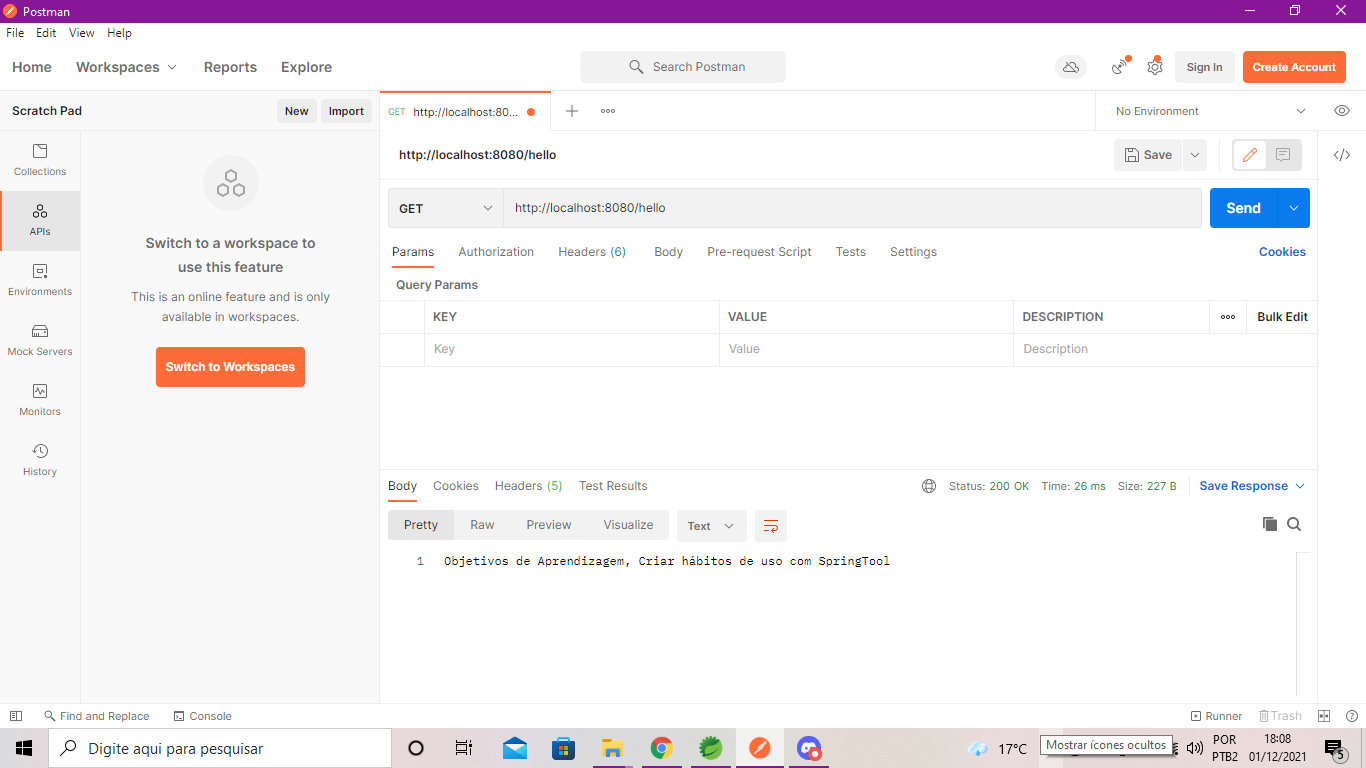 Postman
File Edit View Help
Home Workspaces Reports Explore
Search Postman
Sign In
Create Account
Scratch Pad
New
Import
GET http://localhost:80...
No Environment
Collections
APIs
Environments
Mock Servers
Monitors
History
Switch to a workspace to
use this feature
This is an online feature and is only
available in workspaces.
Switch to Workspaces
http://localhost:8080/hello
Save
GET http://localhost:8080/hello
Send
Params Authorization Headers (6) Body Pre-request Script Tests Settings
Cookies
Query Params
KEY VALUE DESCRIPTION Bulk Edit
Key Value Description
Body Cookies Headers (5) Test Results
Status: 200 OK Time: 26 ms Size: 227 B
Save Response
Pretty Raw Preview Visualize Text
1 Objetivos de Aprendizagem, Criar hábitos de uso com SpringTool
Find and Replace Console
Runner Trash
Digite aqui para pesquisar
17°C
Mostrar ícones ocultos
POR
PTB2
18:08
01/12/2021
5